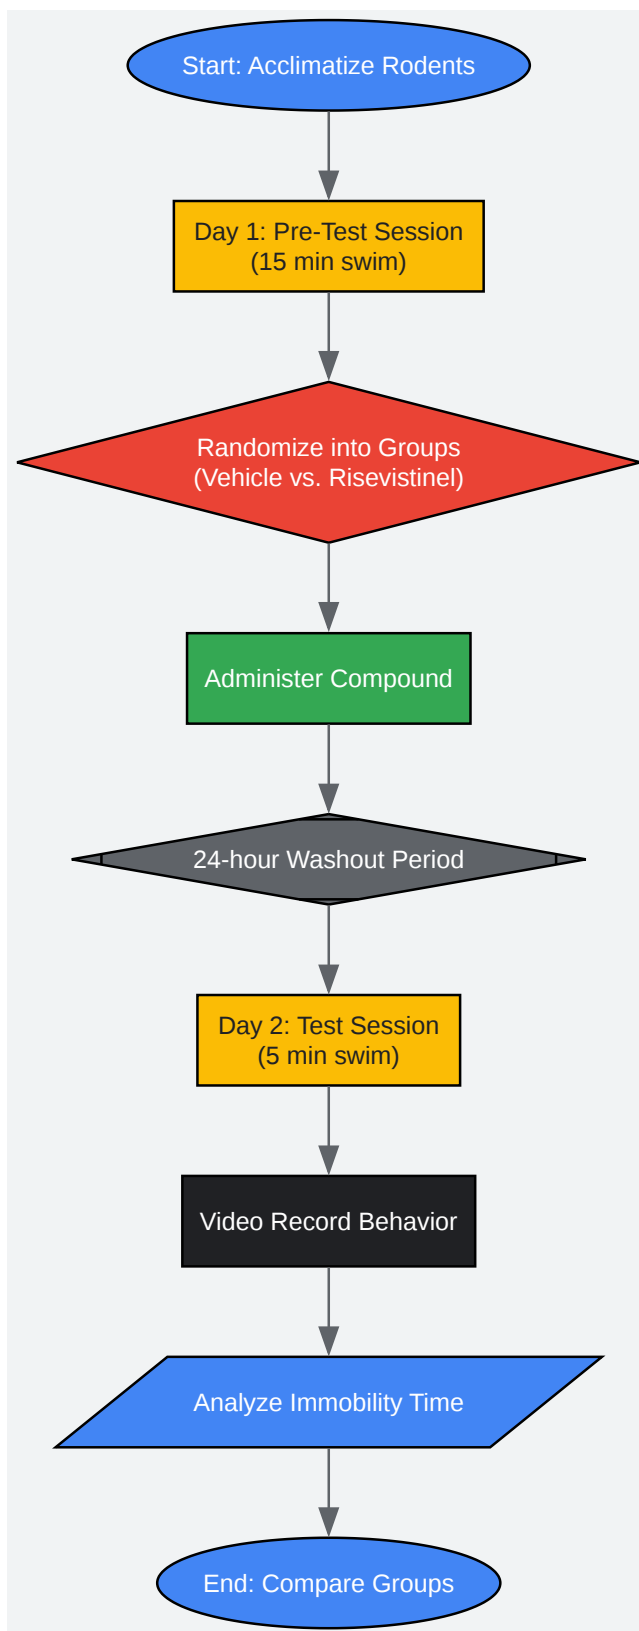 Start: Acclimatize Rodents
Day 1: Pre-Test Session
(15 min swim)
Randomize into Groups
(Vehicle vs. Risevistinel)
Administer Compound
24-hour Washout Period
Day 2: Test Session
(5 min swim)
Video Record Behavior
Analyze Immobility Time
End: Compare Groups